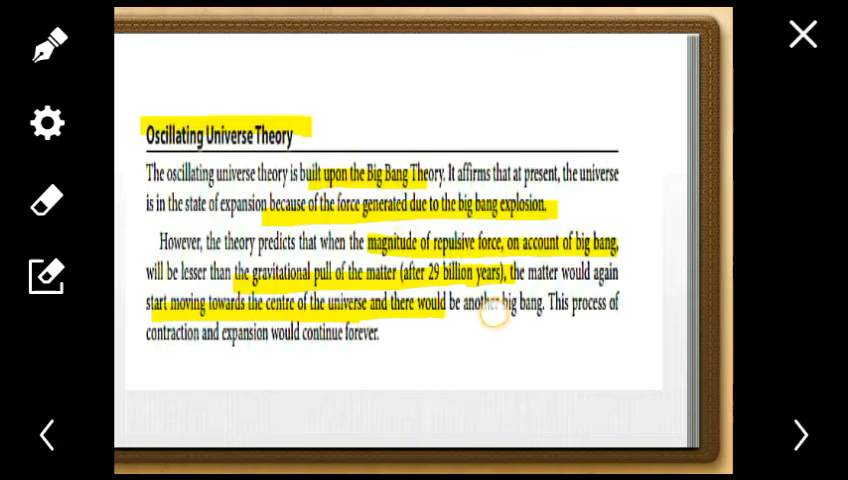 Oscillating Universe Theory
The oscillating universe theory is built upon the Big Bang Theory. It affirms that at present, the universe
is in the state of expansion because of the force generated due to the big bang explosion.
However, the theory predicts that when the magnitude of repulsive force, on account of big bang,
will be lesser than the gravitational pull of the matter (after 29 billion years), the matter would again
start moving towards the centre of the universe and there would be another big bang. This process of
contraction and expansion would continue forever.